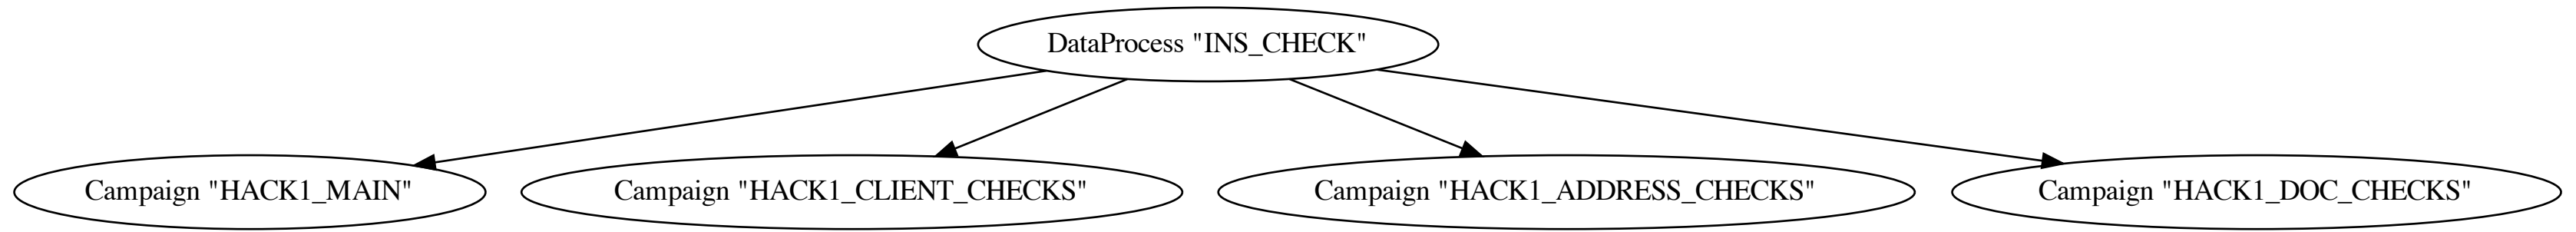 DataProcess "INS_CHECK"
Campaign "HACK1_MAIN"
Campaign "HACK1_CLIENT_CHECKS"
Campaign "HACK1_ADDRESS_CHECKS"
Campaign "HACK1_DOC_CHECKS"